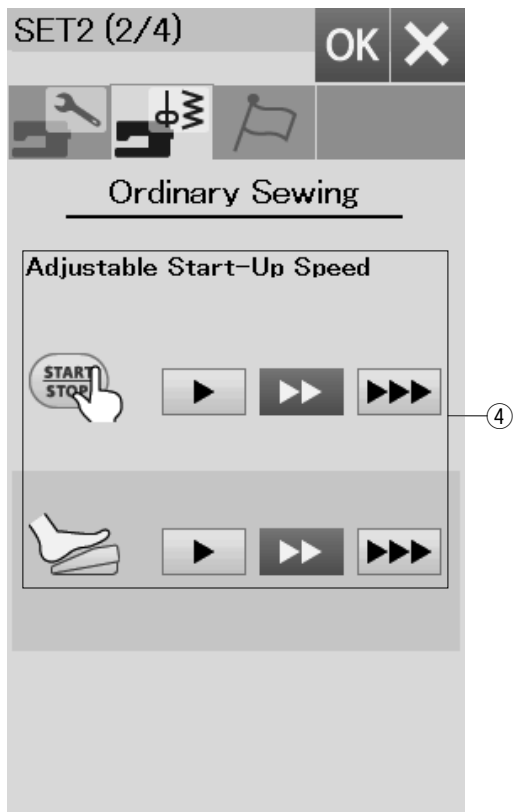 SET2 (2/4)
OK
Ordinary Sewing
Adjustable Start-Up Speed
START
STOP
④